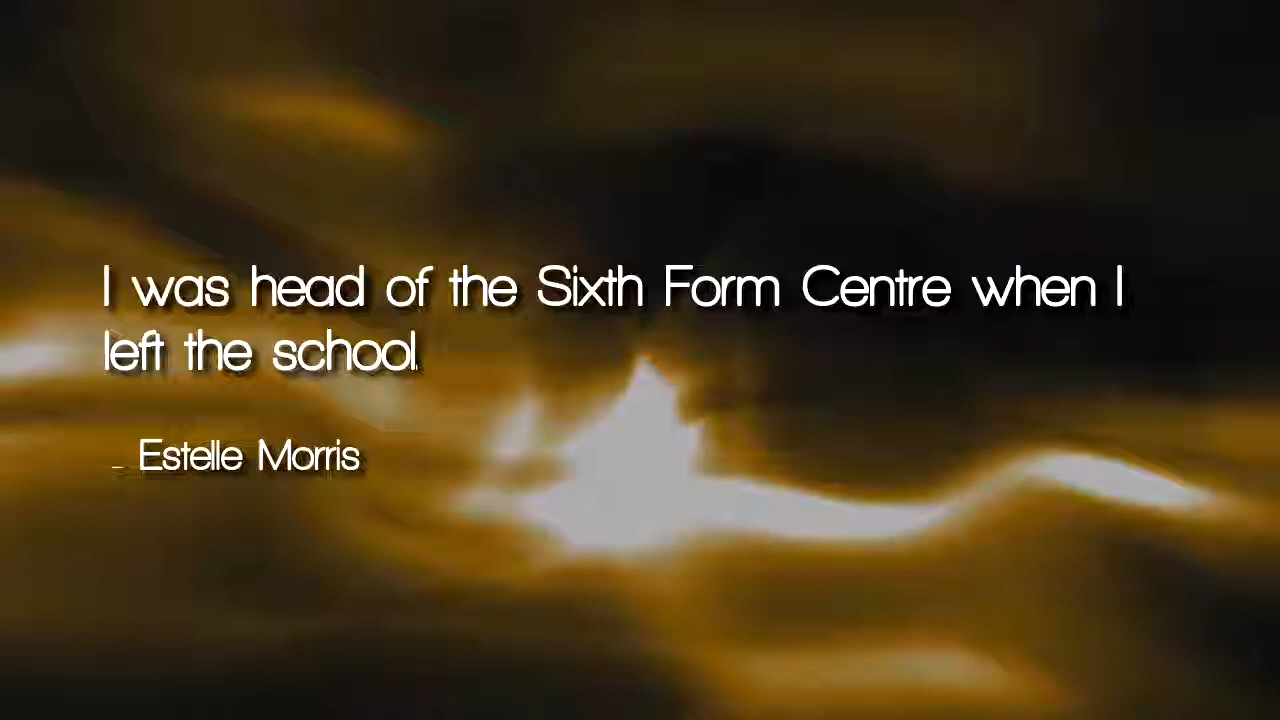 I was head of the Sixth Form Centre when I
left the school.
- Estelle Morris